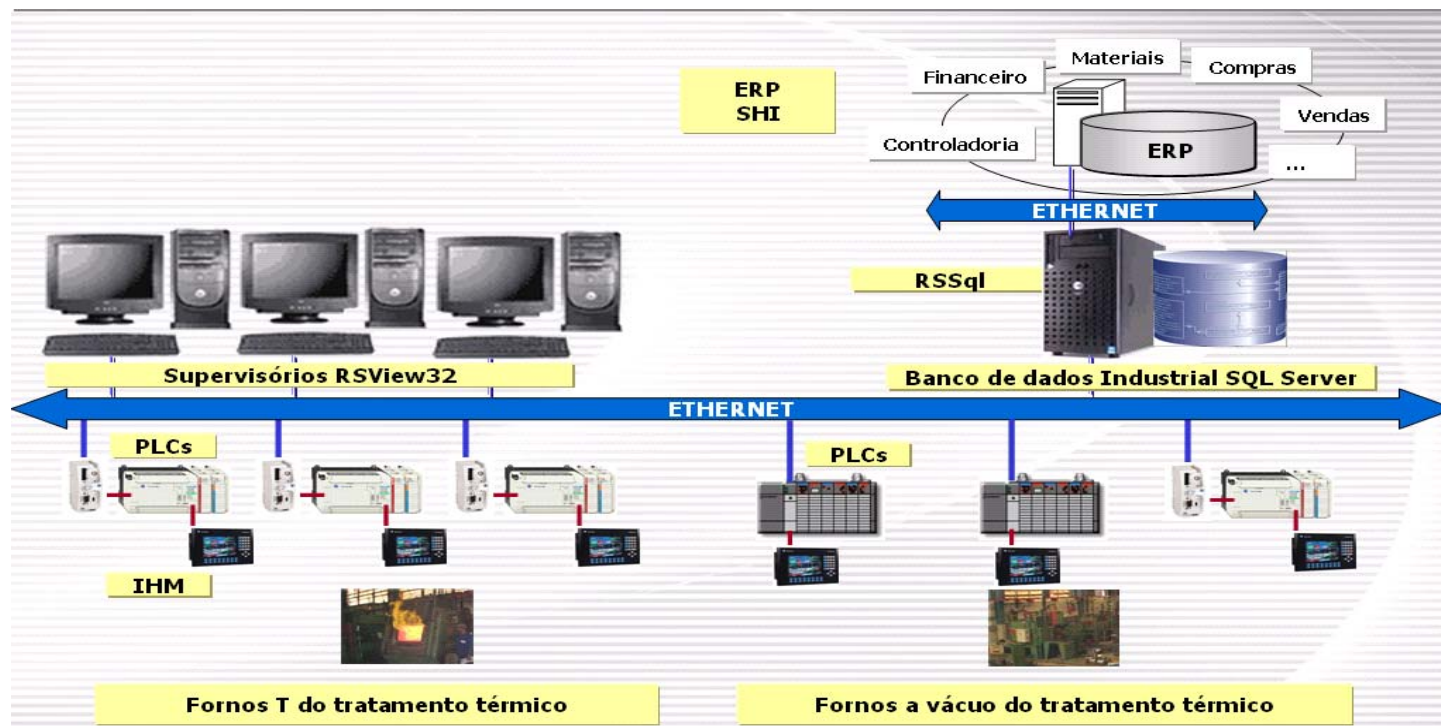 Materiais
Financeiro
Compras
ERP
SHI
Vendas
Controladoria
ERP
...
ETHERNET
RSSql
Supervisórios RSView32
Banco de dados Industrial SQL Server
ETHERNET
PLCs
PLCs
IHM
Fornos T do tratamento térmico
Fornos a vácuo do tratamento térmico